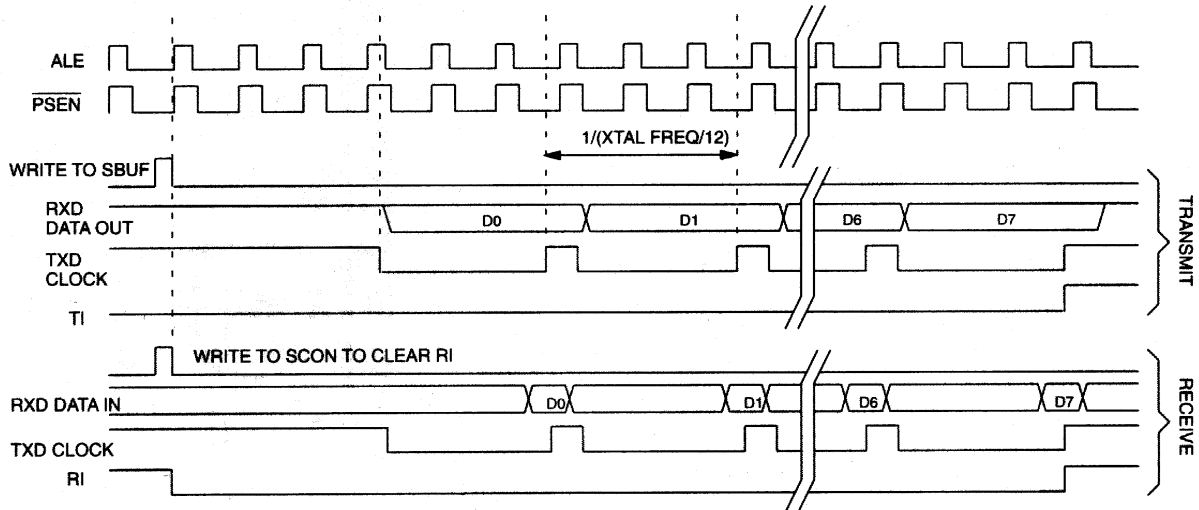 ALE
PSEN
1/(XTAL FREQ/12)
WRITE TO SBUF
RXD
DATA OUT
D0
D1
D6
D7
TXD
CLOCK
TI
TRANSMIT
WRITE TO SCON TO CLEAR RI
RXD DATA IN
D0
D1
D6
D7
TXD CLOCK
RI
RECEIVE